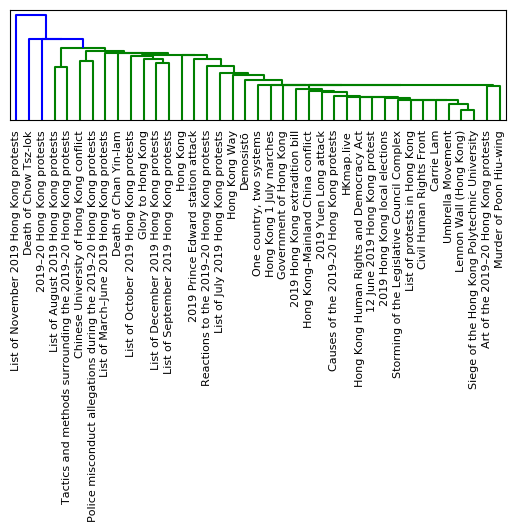 List of November 2019 Hong Kong protests
Death of Chow Tsz-lok
2019–20 Hong Kong protests
List of August 2019 Hong Kong protests
Tactics and methods surrounding the 2019–20 Hong Kong protests
Chinese University of Hong Kong conflict
Police misconduct allegations during the 2019–20 Hong Kong protests
List of March–June 2019 Hong Kong protests
Death of Chan Yin-lam
List of October 2019 Hong Kong protests
Glory to Hong Kong
List of December 2019 Hong Kong protests
List of September 2019 Hong Kong protests
Hong Kong
2019 Prince Edward station attack
Reactions to the 2019–20 Hong Kong protests
List of July 2019 Hong Kong protests
Hong Kong Way
Demosistō
One country, two systems
Hong Kong 1 July marches
Government of Hong Kong
2019 Hong Kong extradition bill
Hong Kong–Mainland China conflict
2019 Yuen Long attack
Causes of the 2019–20 Hong Kong protests
HKmap.live
Hong Kong Human Rights and Democracy Act
12 June 2019 Hong Kong protest
2019 Hong Kong local elections
Storming of the Legislative Council Complex
List of protests in Hong Kong
Civil Human Rights Front
Carrie Lam
Umbrella Movement
Lennon Wall (Hong Kong)
Siege of the Hong Kong Polytechnic University
Art of the 2019–20 Hong Kong protests
Murder of Poon Hiu-wing